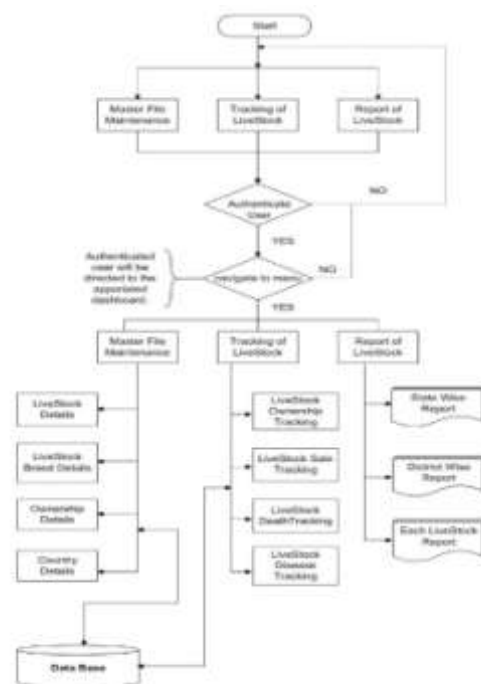 Start
Master File
Maintenance
Tracking of
LiveStock
Report of
LiveStock
Authenticate
User
NO
YES
Authenticated
user will be
directed to the
appointed
dashboard
navigate to menu
NO
YES
Master File
Maintenance
Tracking of
LiveStock
Report of
LiveStock
LiveStock
Details
LiveStock
Ownership
Tracking
State Wise
Report
LiveStock
Breed Details
LiveStock Sale
Tracking
District Wise
Report
Ownership
Details
LiveStock
DeathTracking
Each LiveStock
Report
Country
Details
LiveStock
Disease
Tracking
Data Base